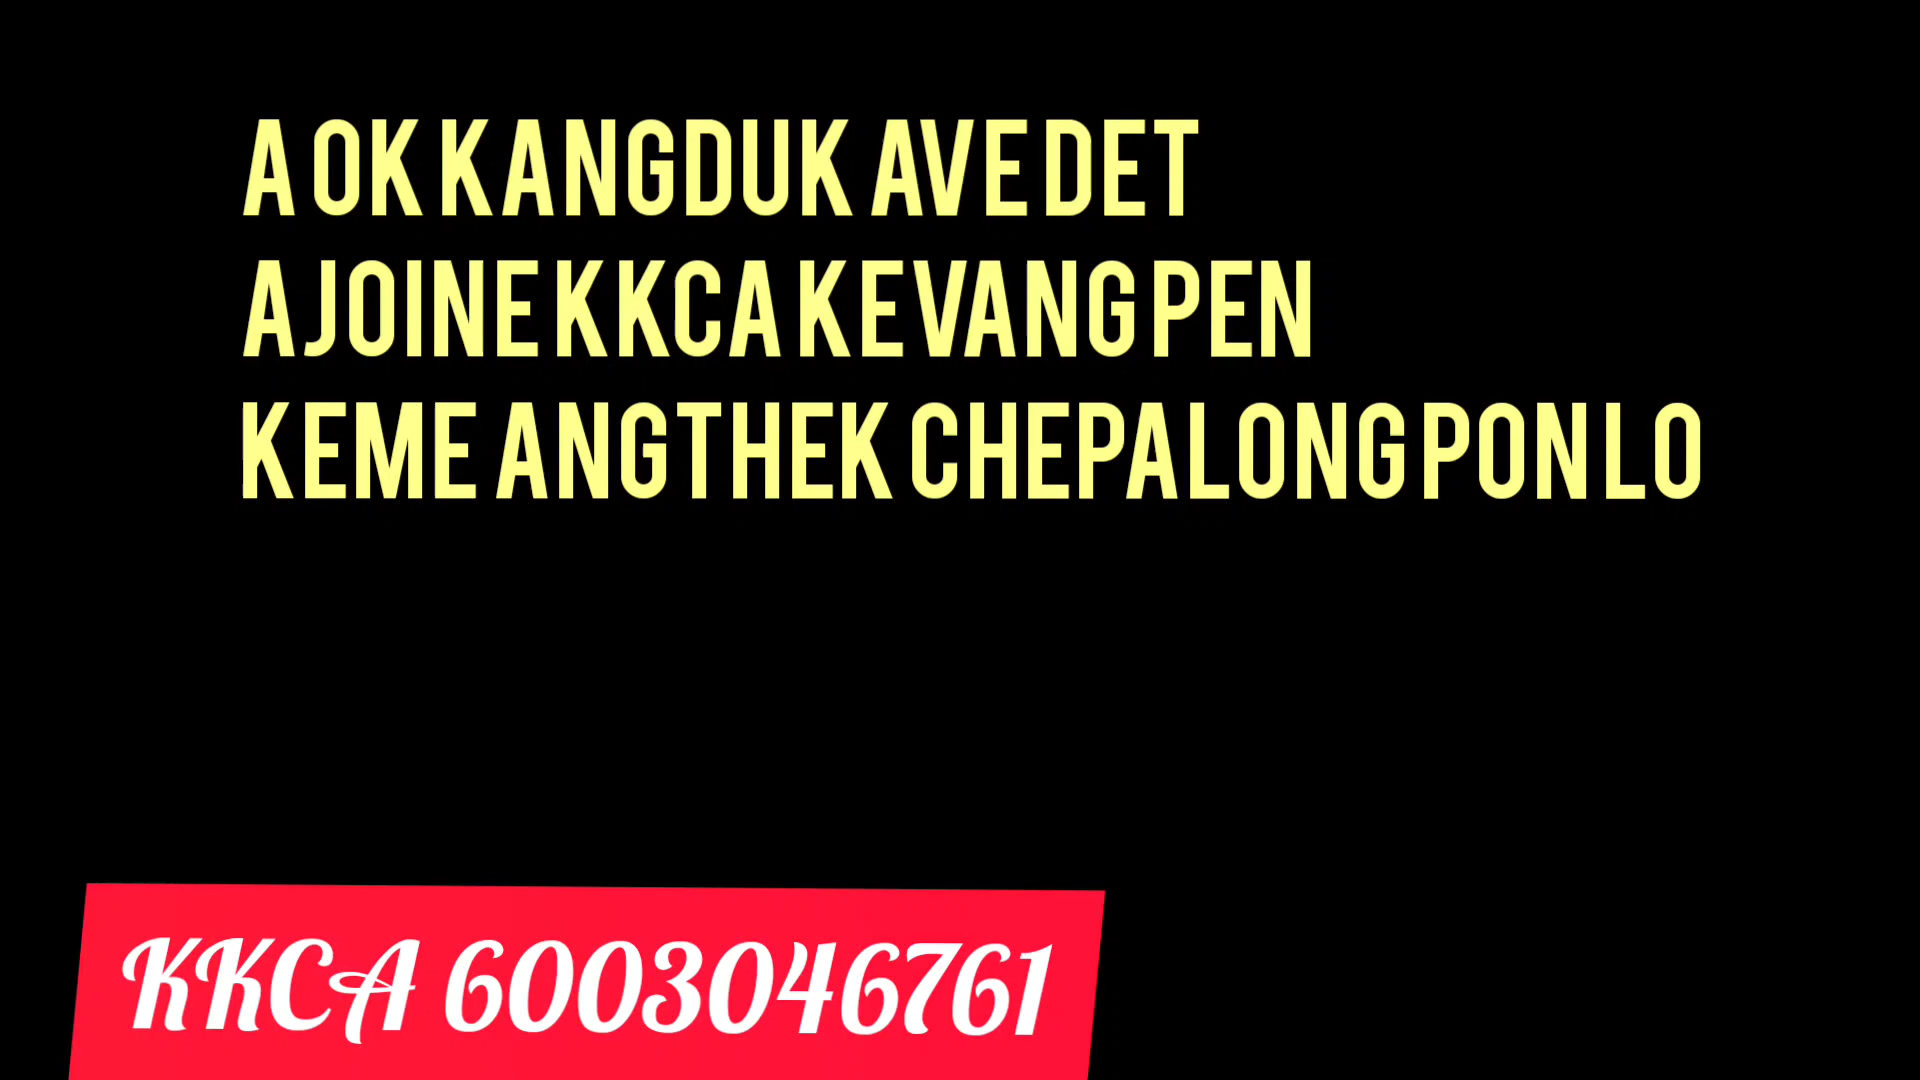 A OK KANGDUK AVE DET
A JOINE KKCA KEVANG PEN
KEME ANGTHEK CHEPALONG PON LO
KKCA 6003046761